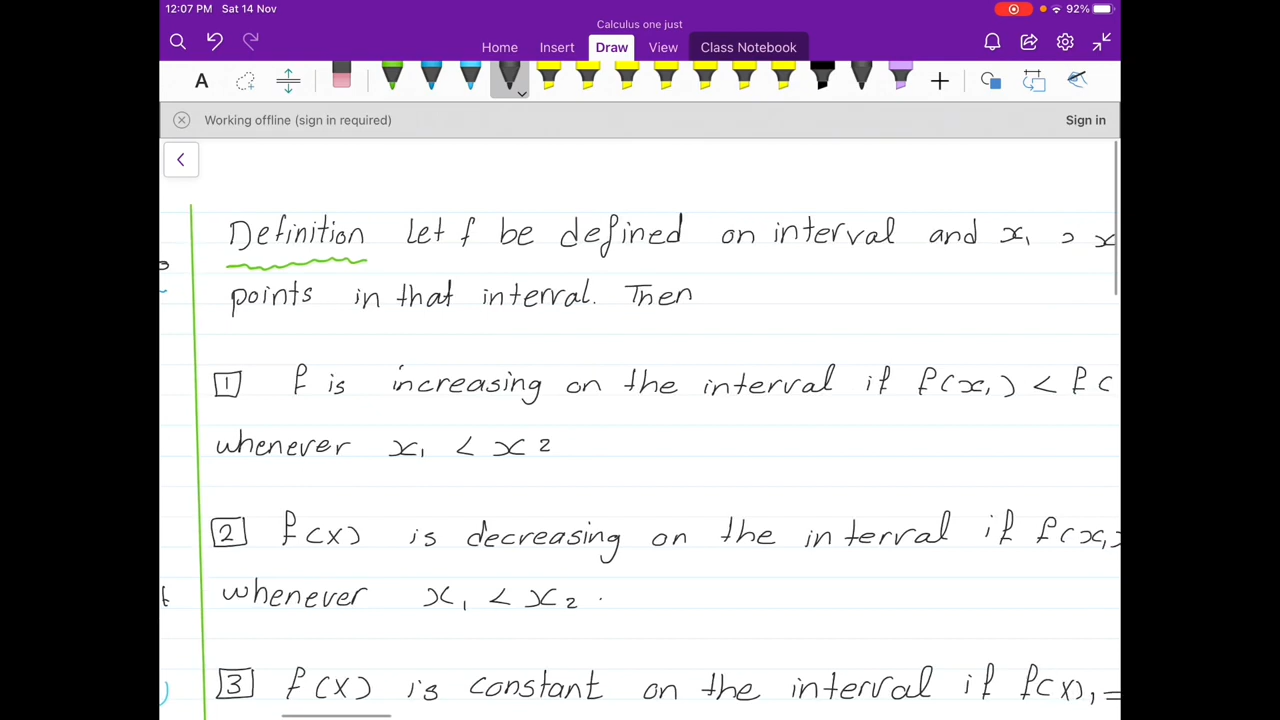 12:07 PM Sat 14 Nov
92%
Calculus one just
Home Insert Draw View Class Notebook
A
Working offline (sign in required) Sign in
Definition Let f be defined on interval and x₁ , x
points in that interval. Then
1 f is increasing on the interval if f(x₁) < f(
whenever x₁ < x2
2 f(x) is decreasing on the interval if f(x₁)
whenever x₁ < x₂ .
3 f(x) is constant on the interval if f(x)₁ =